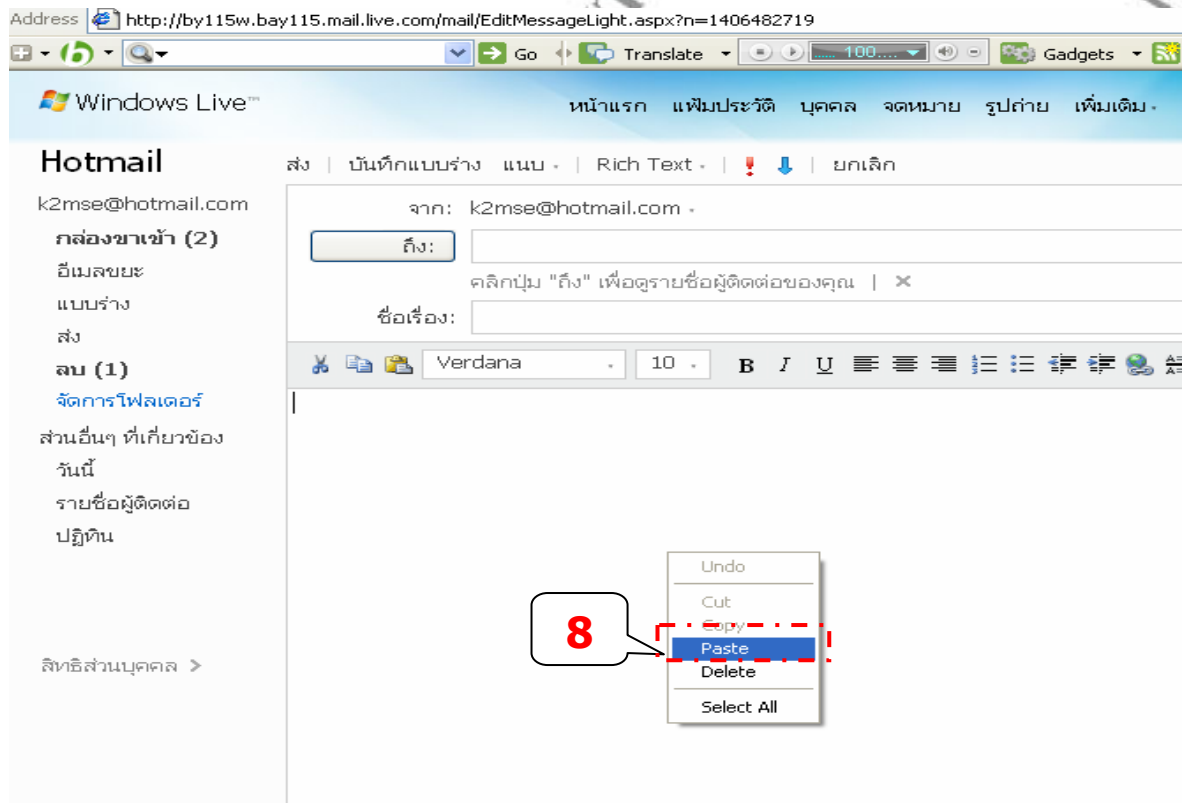 Address http://by115w.bay115.mail.live.com/mail/EditMessageLight.aspx?n=1406482719
Go Translate 100.... Gadgets
Windows Live™ หน้าแรก แฟ้มประวัติ บุคคล จดหมาย รูปถ่าย เพิ่มเติม
Hotmail ส่ง | บันทึกแบบร่าง แนบ | Rich Text | ยกเลิก
k2mse@hotmail.com จาก: k2mse@hotmail.com
กล่องขาเข้า (2) ถึง:
อีเมลขยะ คลิกปุ่ม "ถึง" เพื่อดูรายชื่อผู้ติดต่อของคุณ | ×
แบบร่าง
ชื่อเรื่อง:
ส่ง
ลบ (1) Verdana 10 B I U
จัดการโฟลเดอร์
ส่วนอื่นๆ ที่เกี่ยวข้อง
วันนี้
รายชื่อผู้ติดต่อ
ปฏิทิน
Undo
Cut
8 Copy
Paste
Delete
สิทธิส่วนบุคคล >
Select All